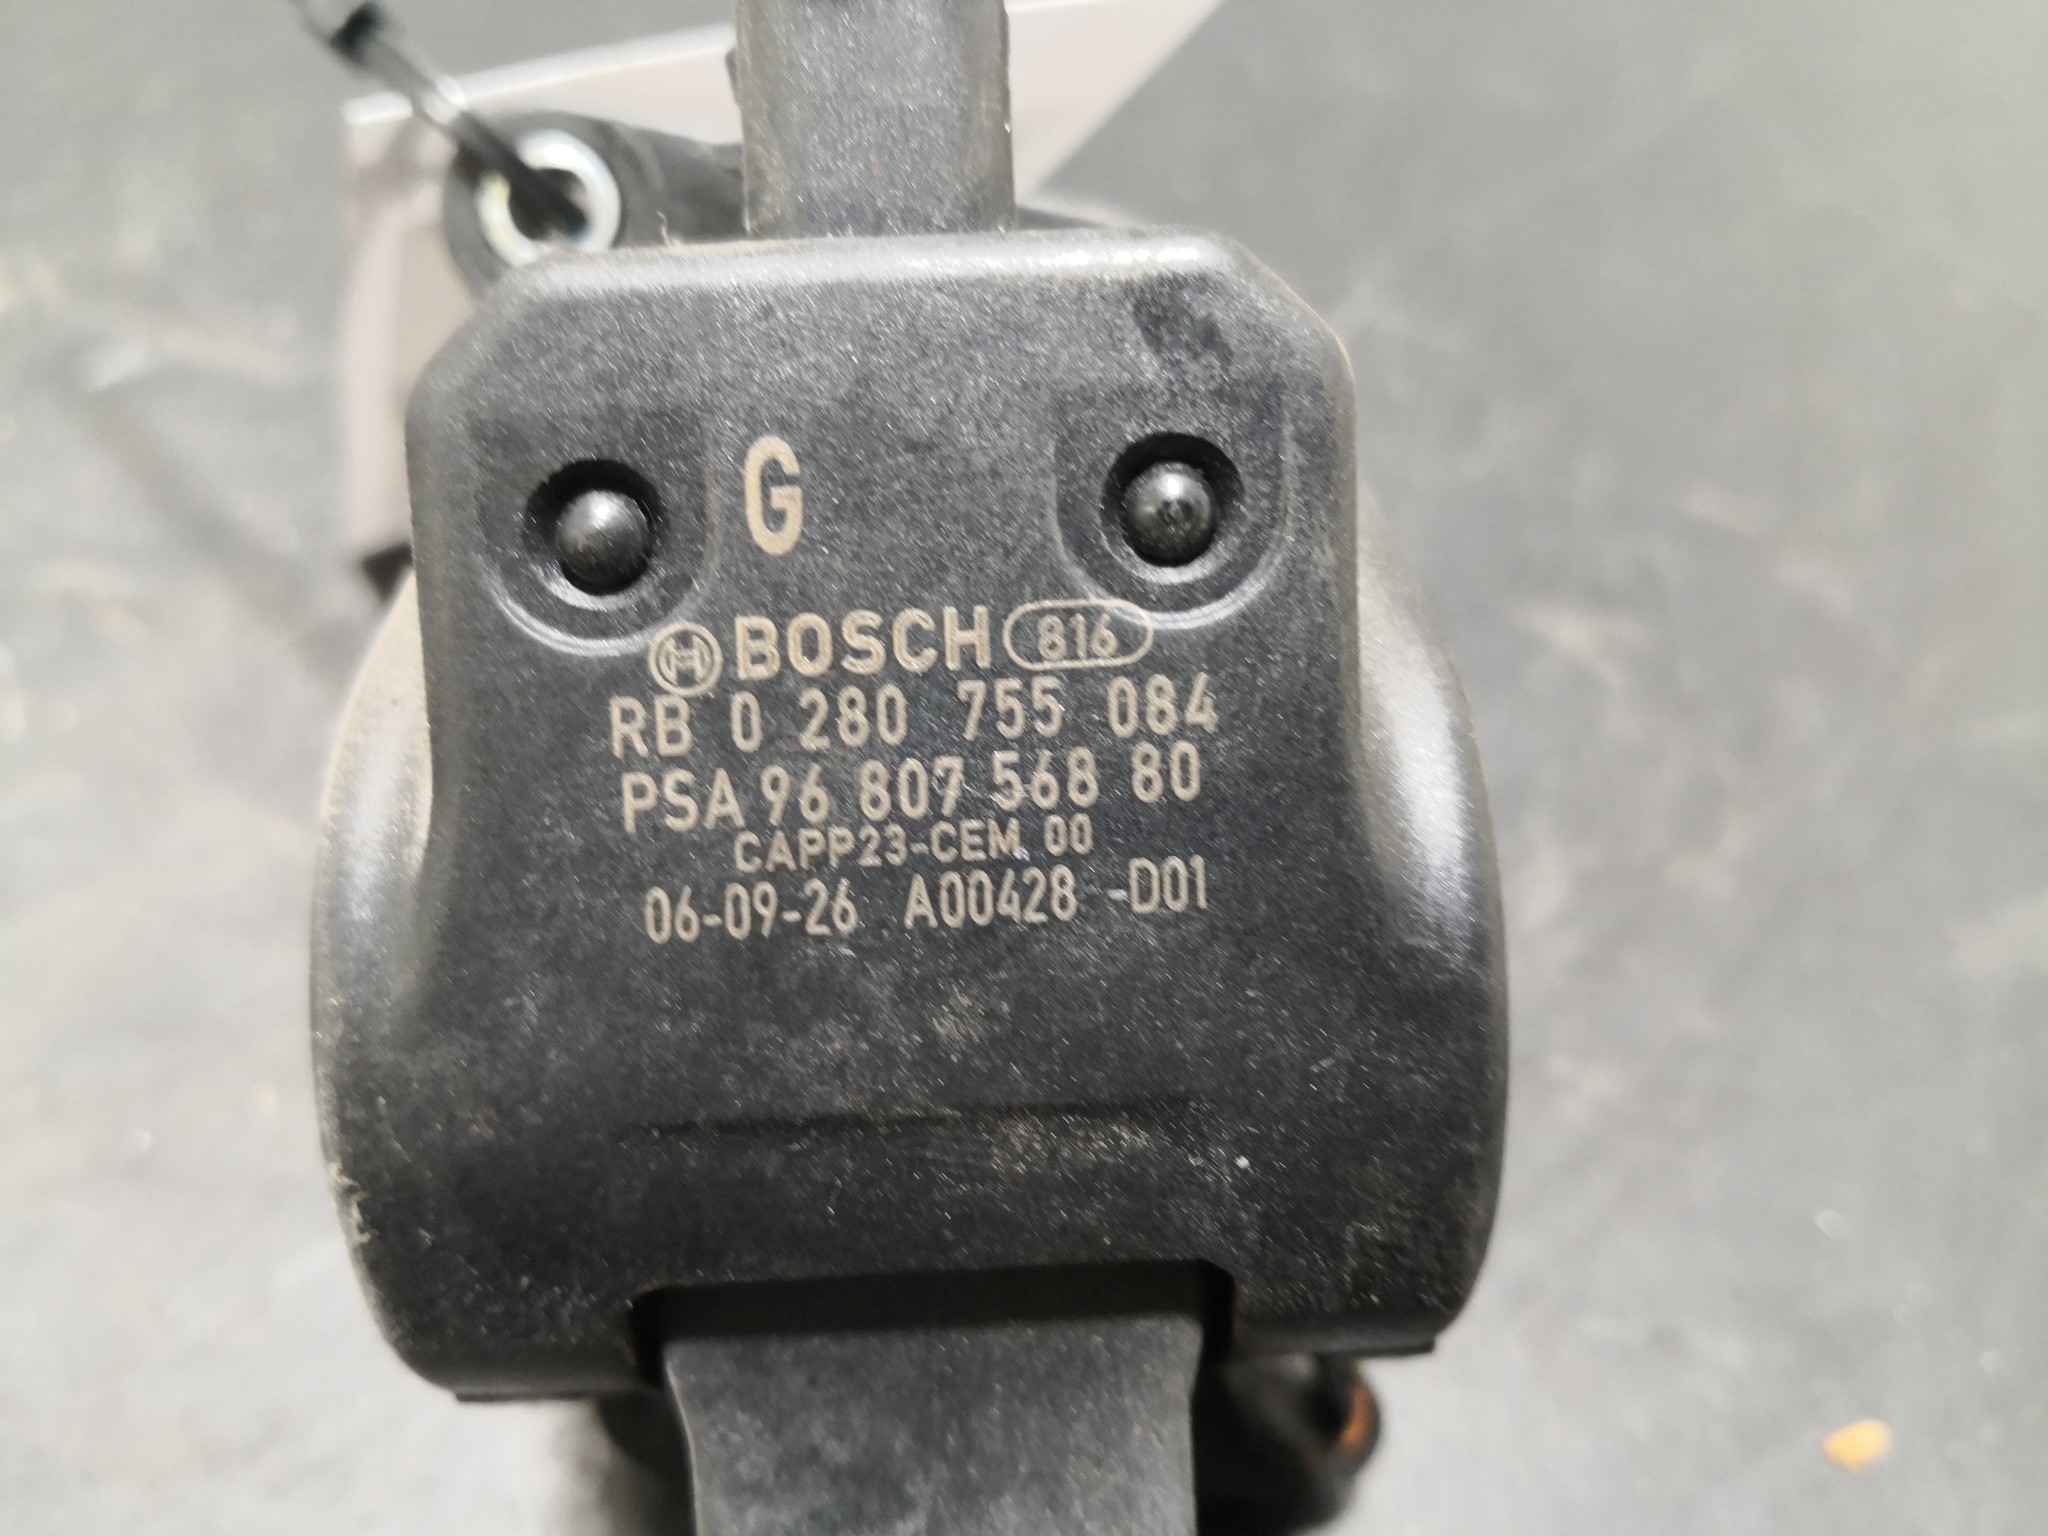 G
BOSCH 816
RB 0 280 755 084
PSA 96 807 568 80
CAPP23-CEM 00
06-09-26 A00428 -D01